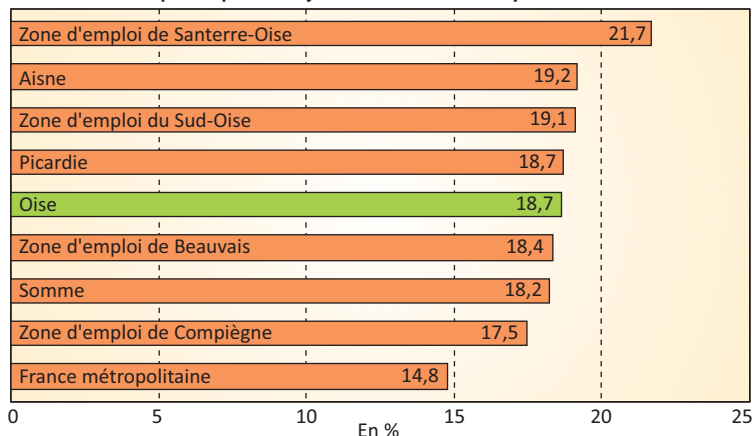 Zone d'emploi de Santerre-Oise 21,7
Aisne 19,2
Zone d'emploi du Sud-Oise 19,1
Picardie 18,7
Oise 18,7
Zone d'emploi de Beauvais 18,4
Somme 18,2
Zone d'emploi de Compiègne 17,5
France métropolitaine 14,8
0 5 10 15 20 25
En %